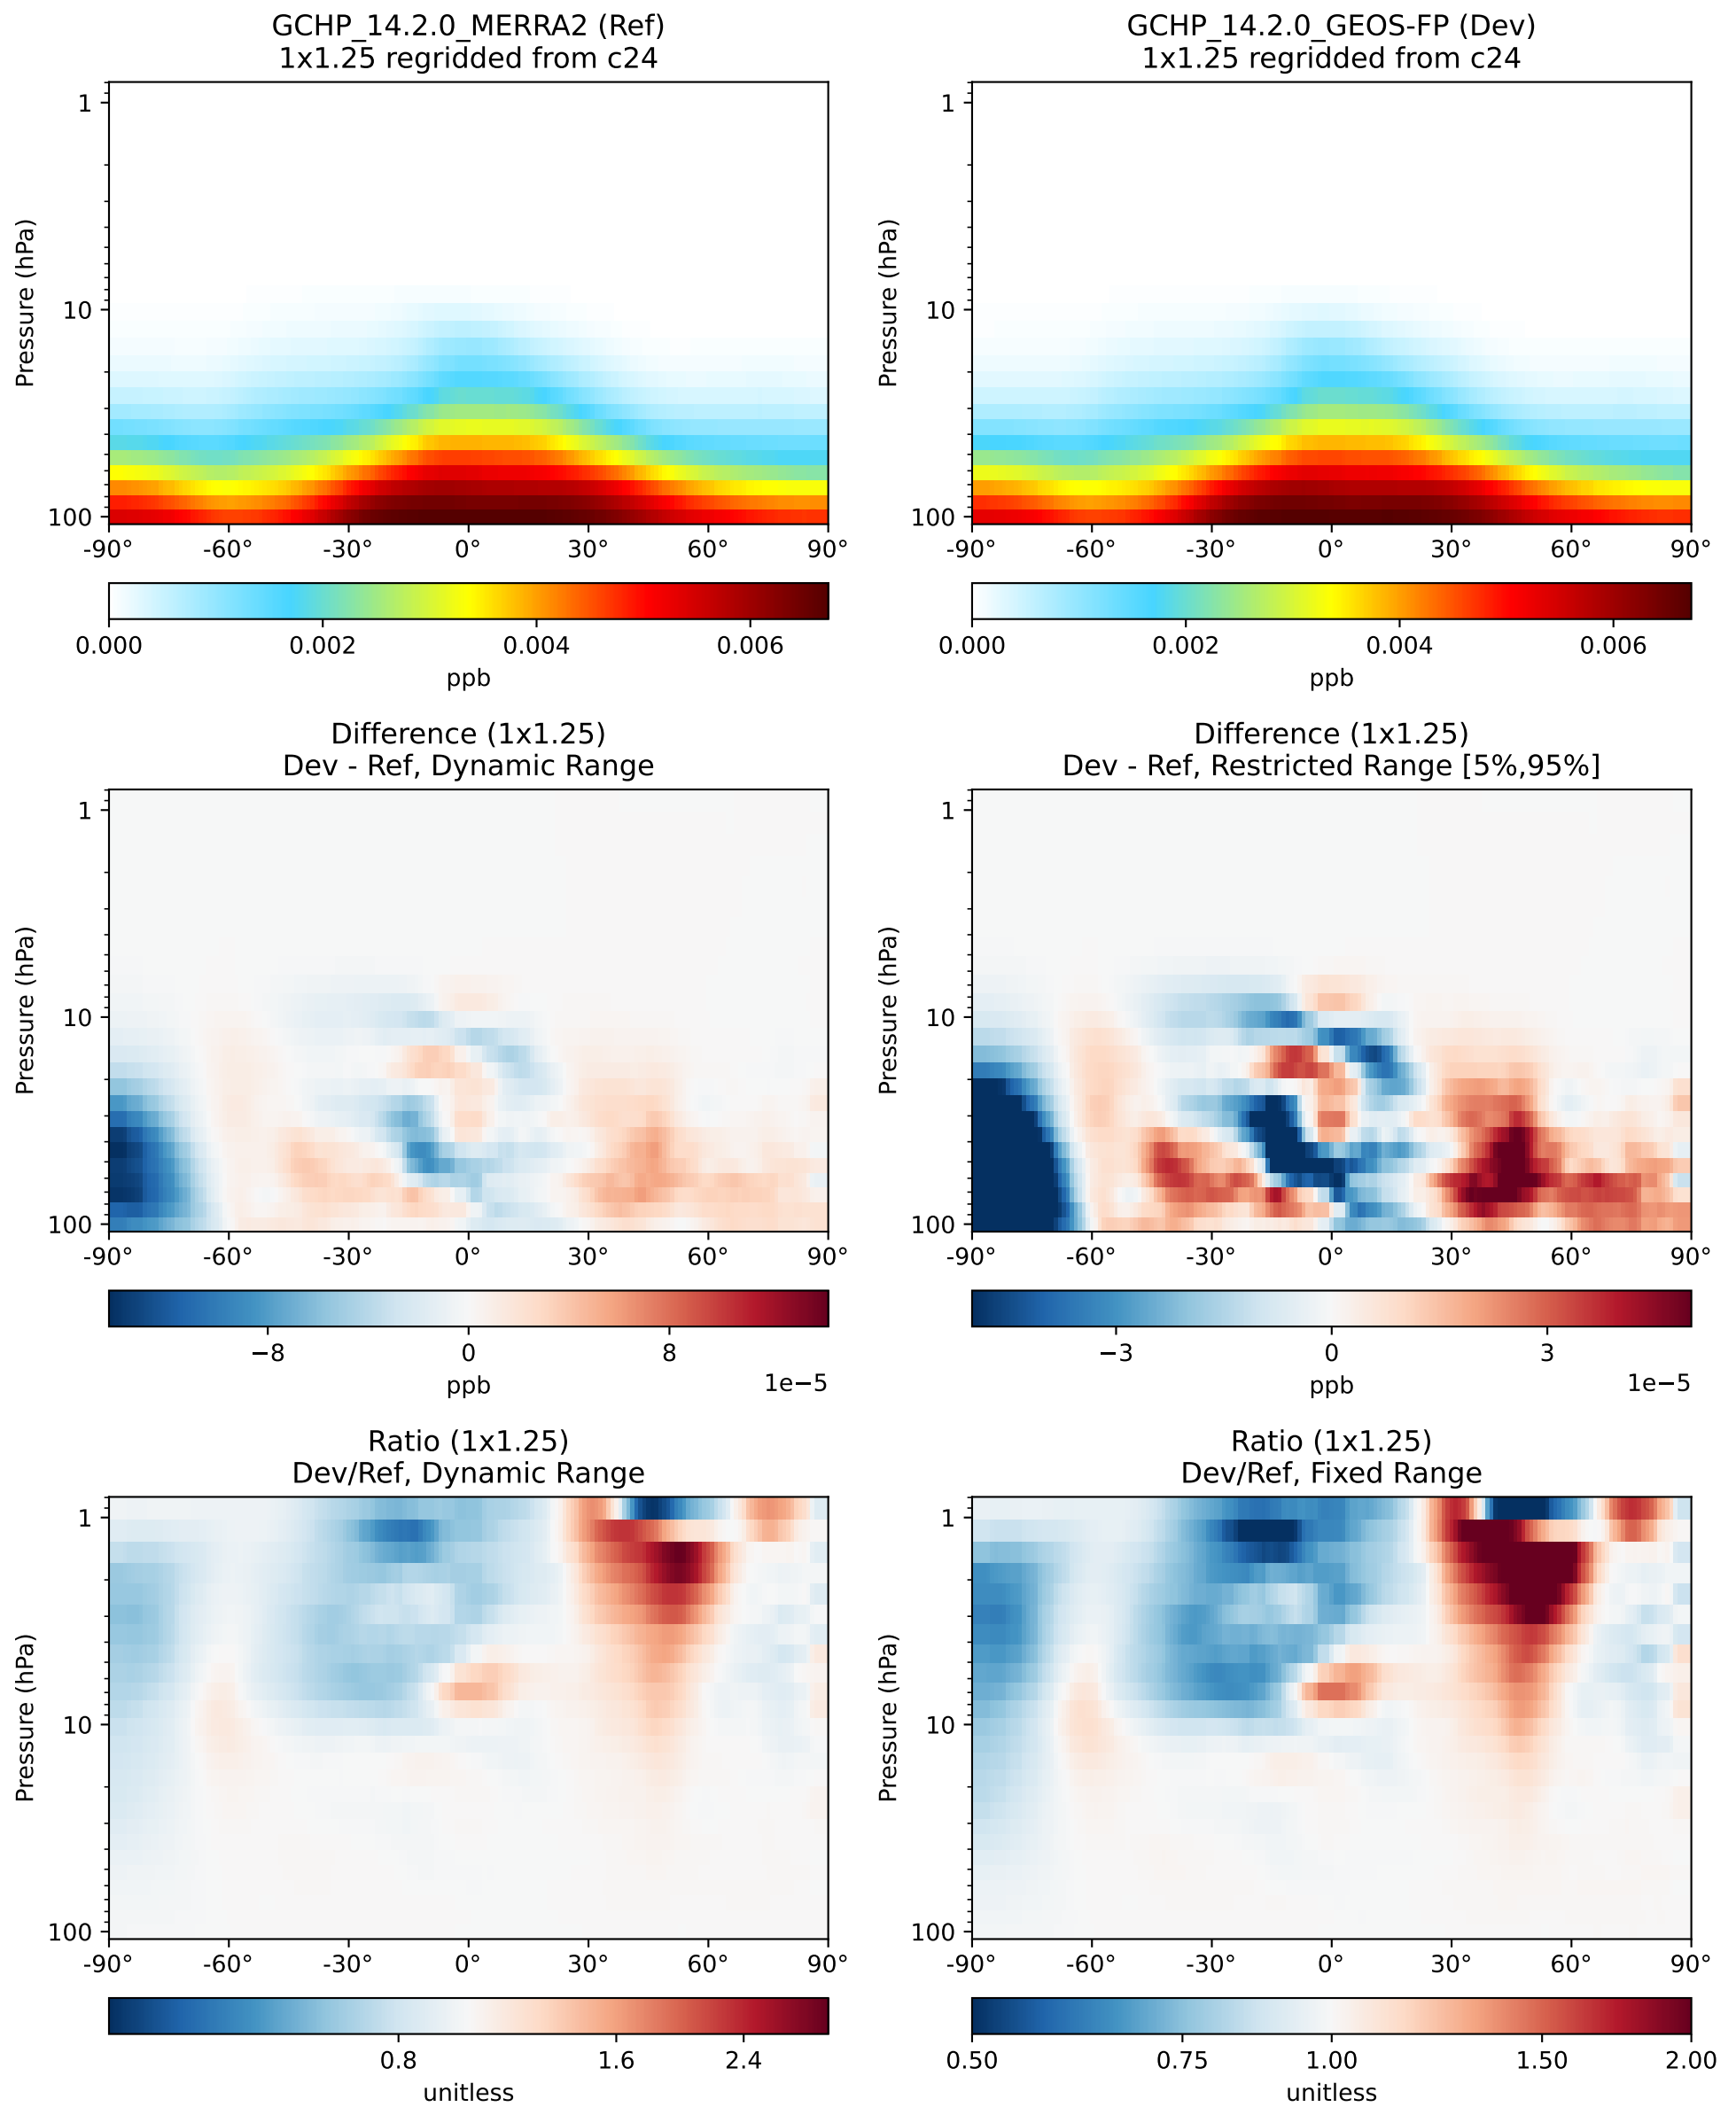 GCHP_14.2.0_MERRA2 (Ref)
1x1.25 regridded from c24
Pressure (hPa)
1
10
100
-90° -60° -30° 0° 30° 60° 90°
0.000 0.002 0.004 0.006
ppb
GCHP_14.2.0_GEOS-FP (Dev)
1x1.25 regridded from c24
Pressure (hPa)
1
10
100
-90° -60° -30° 0° 30° 60° 90°
0.000 0.002 0.004 0.006
ppb
Difference (1x1.25)
Dev - Ref, Dynamic Range
Pressure (hPa)
1
10
100
-90° -60° -30° 0° 30° 60° 90°
−8 0 8
1e−5
ppb
Difference (1x1.25)
Dev - Ref, Restricted Range [5%,95%]
Pressure (hPa)
1
10
100
-90° -60° -30° 0° 30° 60° 90°
−3 0 3
1e−5
ppb
Ratio (1x1.25)
Dev/Ref, Dynamic Range
Pressure (hPa)
1
10
100
-90° -60° -30° 0° 30° 60° 90°
0.8 1.6 2.4
unitless
Ratio (1x1.25)
Dev/Ref, Fixed Range
Pressure (hPa)
1
10
100
-90° -60° -30° 0° 30° 60° 90°
0.50 0.75 1.00 1.50 2.00
unitless